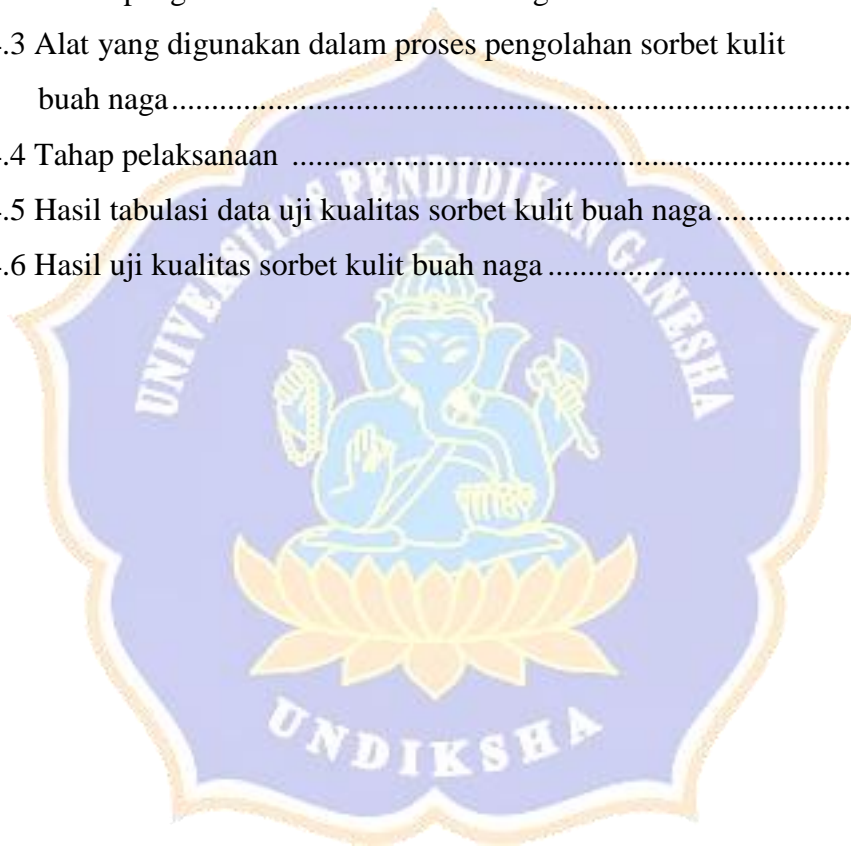 .3 Alat yang digunakan dalam proses pengolahan sorbet kulit
buah naga....................................................................................
.4 Tahap pelaksanaan ......................................................................
.5 Hasil tabulasi data uji kualitas sorbet kulit buah naga.................
.6 Hasil uji kualitas sorbet kulit buah naga ......................................
UNIVERSITAS PENDIDIKAN GANESHA
UNDIKSHA